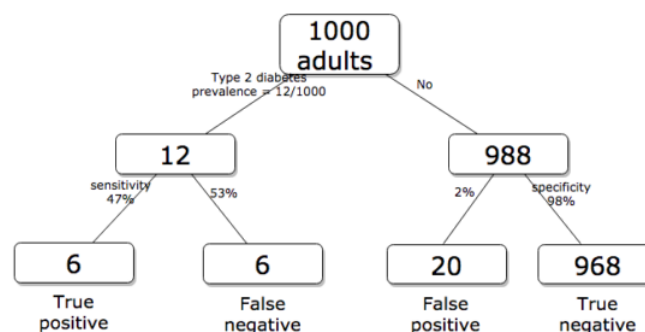 1000
adults
Type 2 diabetes
prevalence = 12/1000
No
12
988
sensitivity
47%
53%
2%
specificity
98%
6
6
20
968
True
positive
False
negative
False
positive
True
negative